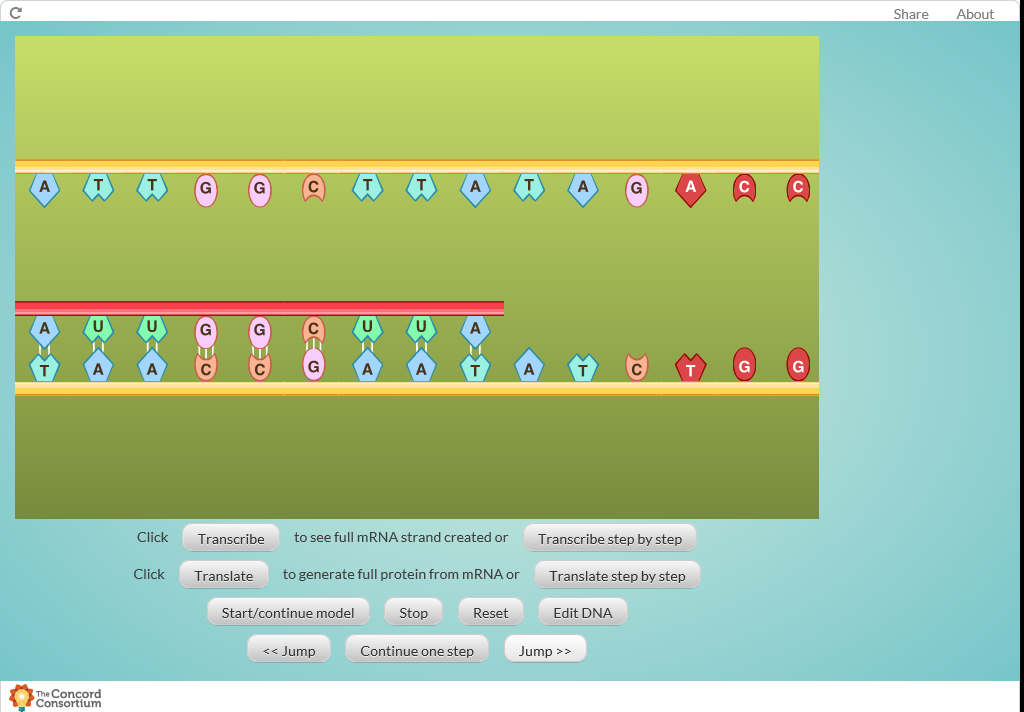 Share About
A T T G G C T T A T A G A C C
A U U G G C U U A
T A A C C G A A T A T C T G G
Click Transcribe to see full mRNA strand created or Transcribe step by step
Click Translate to generate full protein from mRNA or Translate step by step
Start/continue model Stop Reset Edit DNA
<< Jump Continue one step Jump >>
The Concord
Consortium